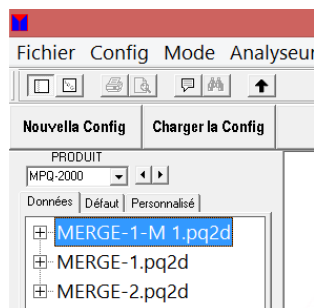 Fichier Config Mode Analyseur
Nouvella Config Charger la Config
PRODUIT
MPQ-2000
Données Défaut Personnalisé
MERGE-1-M 1.pq2d
MERGE-1.pq2d
MERGE-2.pq2d